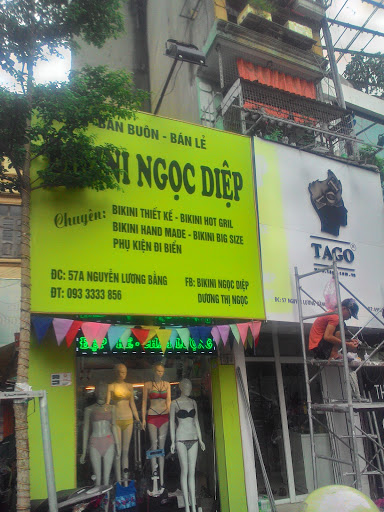 BÁN BUÔN - BÁN LẺ
NGỌC DIỆP
Chuyên: BIKINI THIẾT KẾ - BIKINI HOT GRIL
BIKINI HAND MADE - BIKINI BIG SIZE
PHỤ KIỆN ĐI BIỂN
ĐC: 57A NGUYỄN LƯƠNG BẰNG
ĐT: 093 3333 856
FB: BIKINI NGỌC DIỆP
DƯƠNG THỊ NGỌC
TAGO